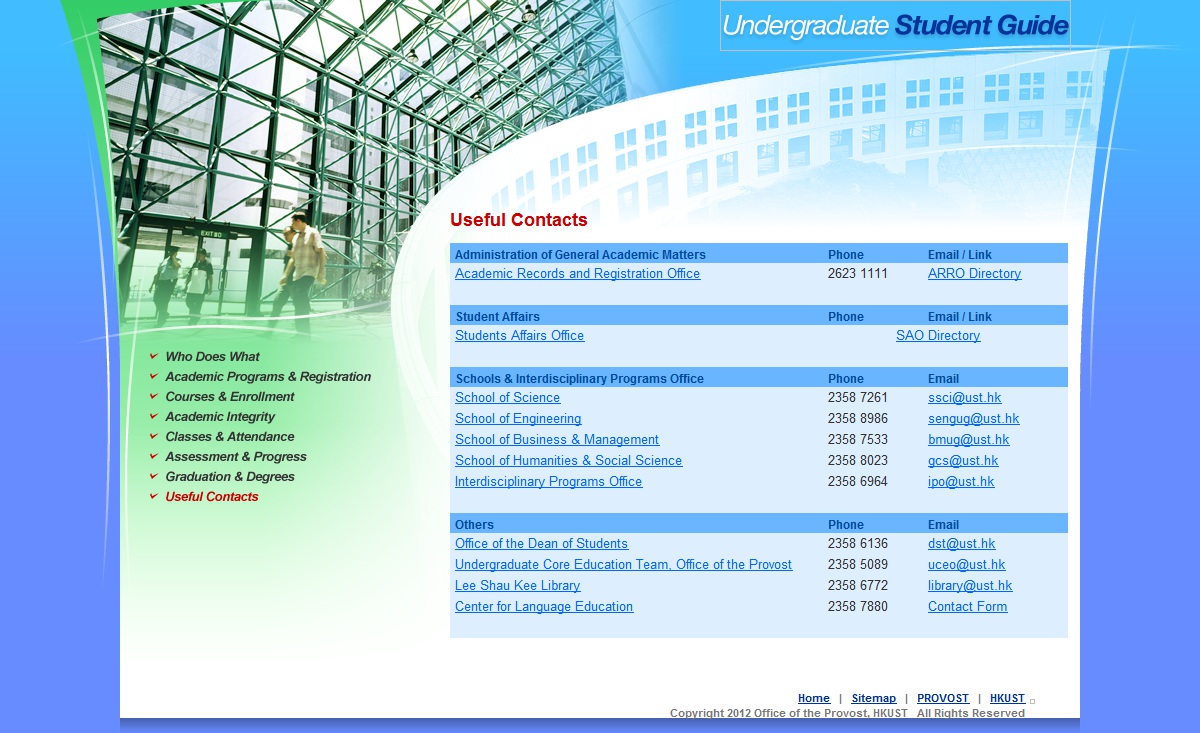 Undergraduate Student Guide
EXIT B0
Useful Contacts
Administration of General Academic Matters Phone Email / Link
Academic Records and Registration Office 2623 1111 ARRO Directory
Student Affairs Phone Email / Link
Students Affairs Office SAO Directory
Schools & Interdisciplinary Programs Office Phone Email
School of Science 2358 7261 ssci@ust.hk
School of Engineering 2358 8986 sengug@ust.hk
School of Business & Management 2358 7533 bmug@ust.hk
School of Humanities & Social Science 2358 8023 gcs@ust.hk
Interdisciplinary Programs Office 2358 6964 ipo@ust.hk
Others Phone Email
Office of the Dean of Students 2358 6136 dst@ust.hk
Undergraduate Core Education Team, Office of the Provost 2358 5089 uceo@ust.hk
Lee Shau Kee Library 2358 6772 library@ust.hk
Center for Language Education 2358 7880 Contact Form
Who Does What
Academic Programs & Registration
Courses & Enrollment
Academic Integrity
Classes & Attendance
Assessment & Progress
Graduation & Degrees
Useful Contacts
Home | Sitemap | PROVOST | HKUST
Copyright 2012 Office of the Provost, HKUST All Rights Reserved